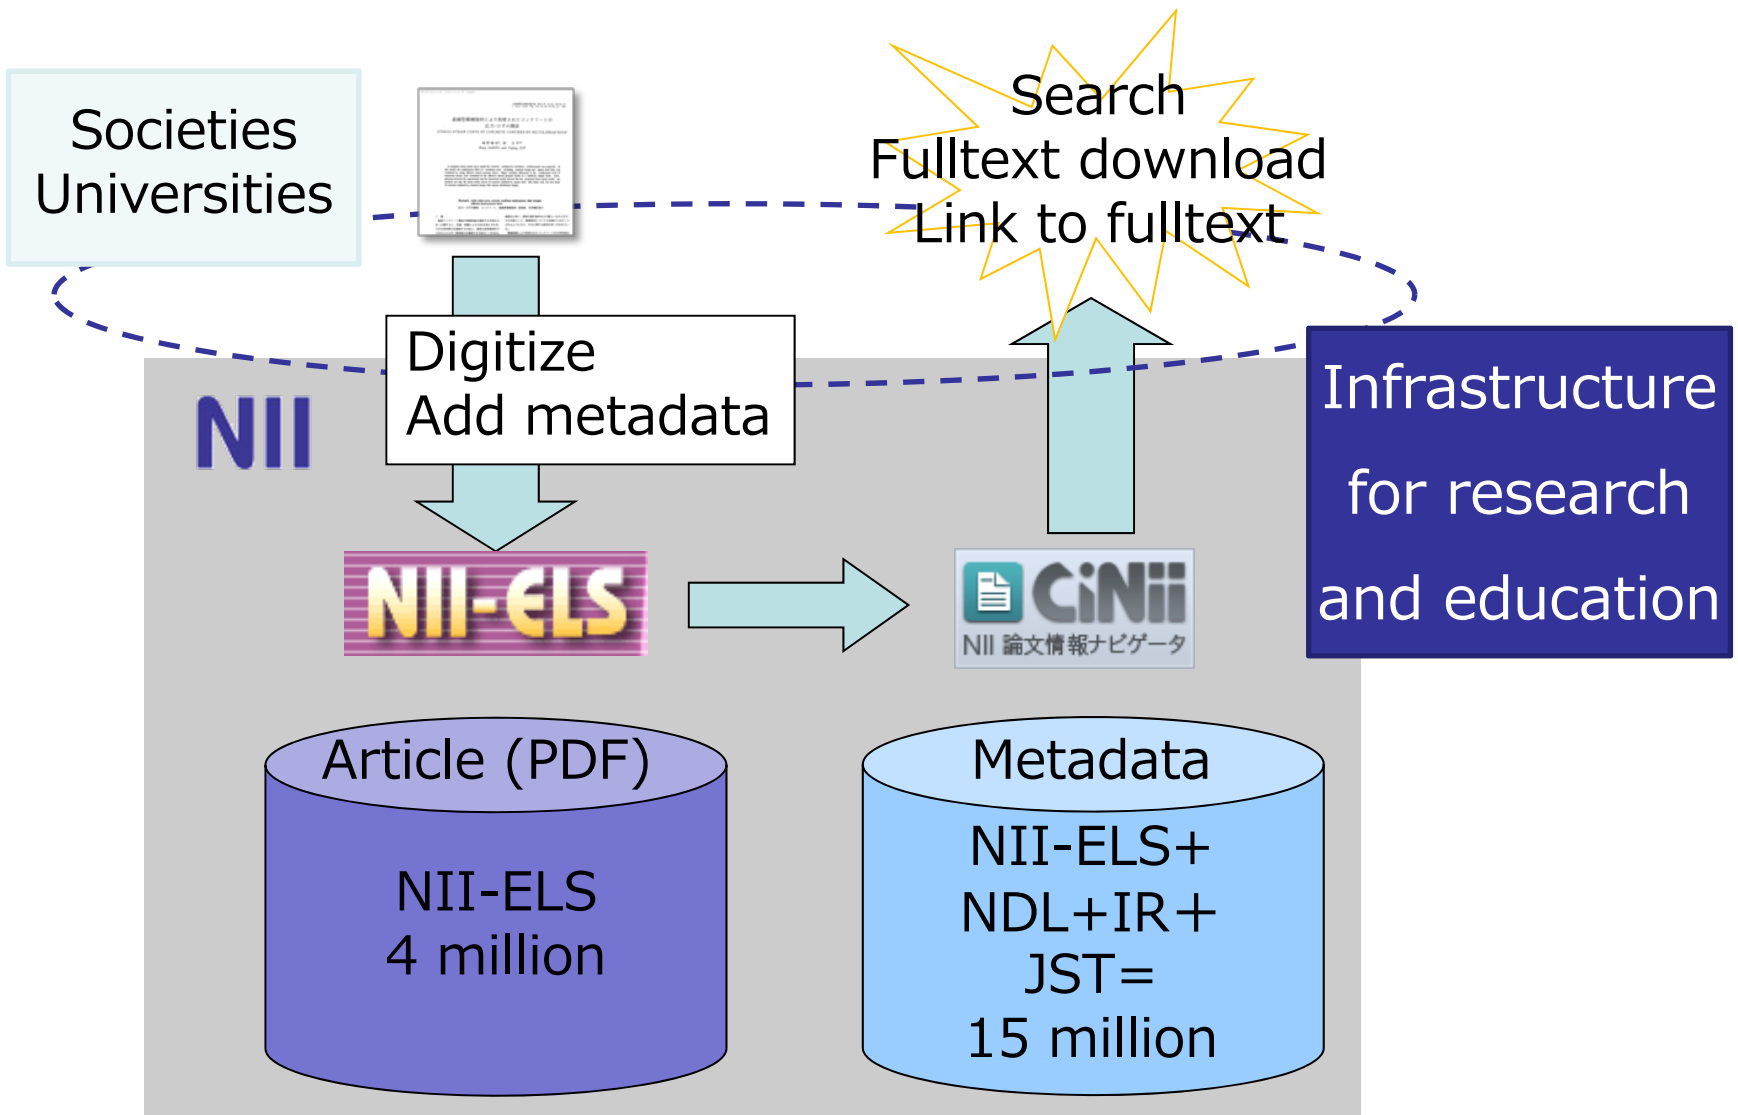 Societies
Universities
Search
Fulltext download
Link to fulltext
Digitize
Add metadata
NII
Infrastructure
for research
and education
NII-ELS
CiNii
NII 論文情報ナビゲータ
Article (PDF)
NII-ELS
4 million
Metadata
NII-ELS+
NDL+IR+
JST=
15 million